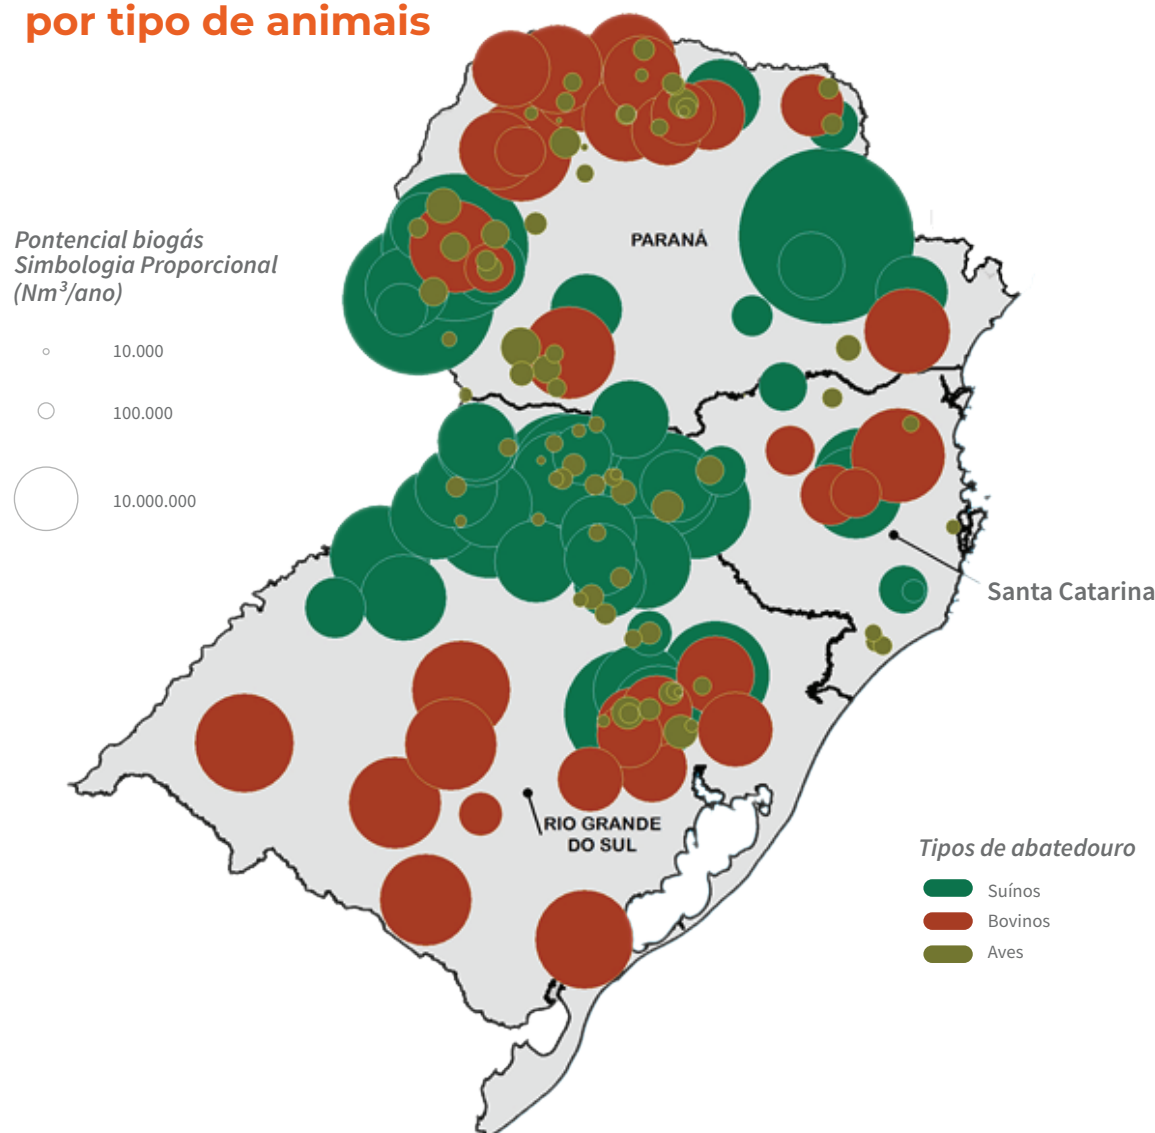 por tipo de animais
Pontencial biogás
Simbologia Proporcional
(Nm³/ano)
10.000
100.000
10.000.000
PARANÁ
Santa Catarina
RIO GRANDE
DO SUL
Tipos de abatedouro
Suínos
Bovinos
Aves